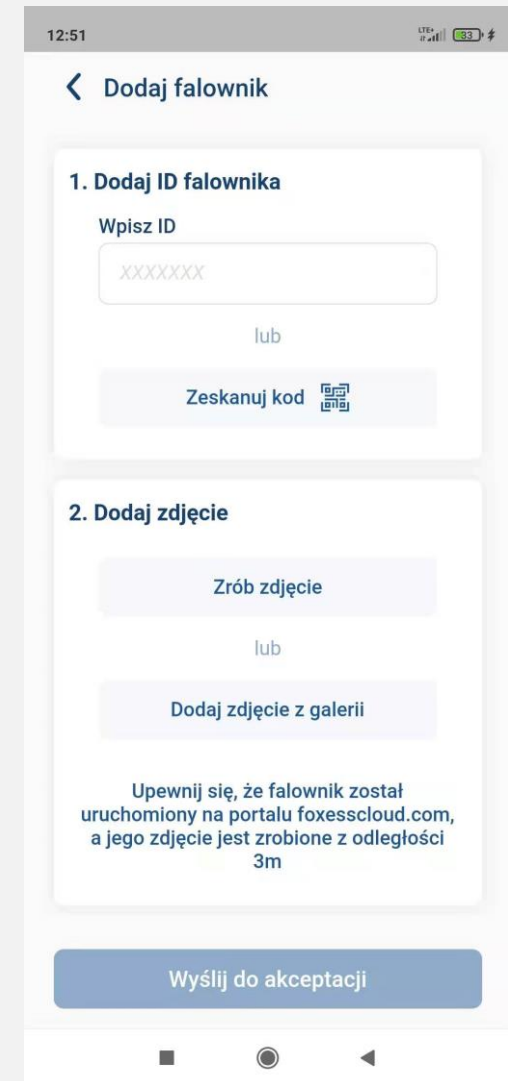 12:51
LTE+
33
Dodaj falownik
1. Dodaj ID falownika
Wpisz ID
XXXXXXX
lub
Zeskanuj kod
2. Dodaj zdjęcie
Zrób zdjęcie
lub
Dodaj zdjęcie z galerii
Upewnij się, że falownik został
uruchomiony na portalu foxesscloud.com,
a jego zdjęcie jest zrobione z odległości
3m
Wyślij do akceptacji